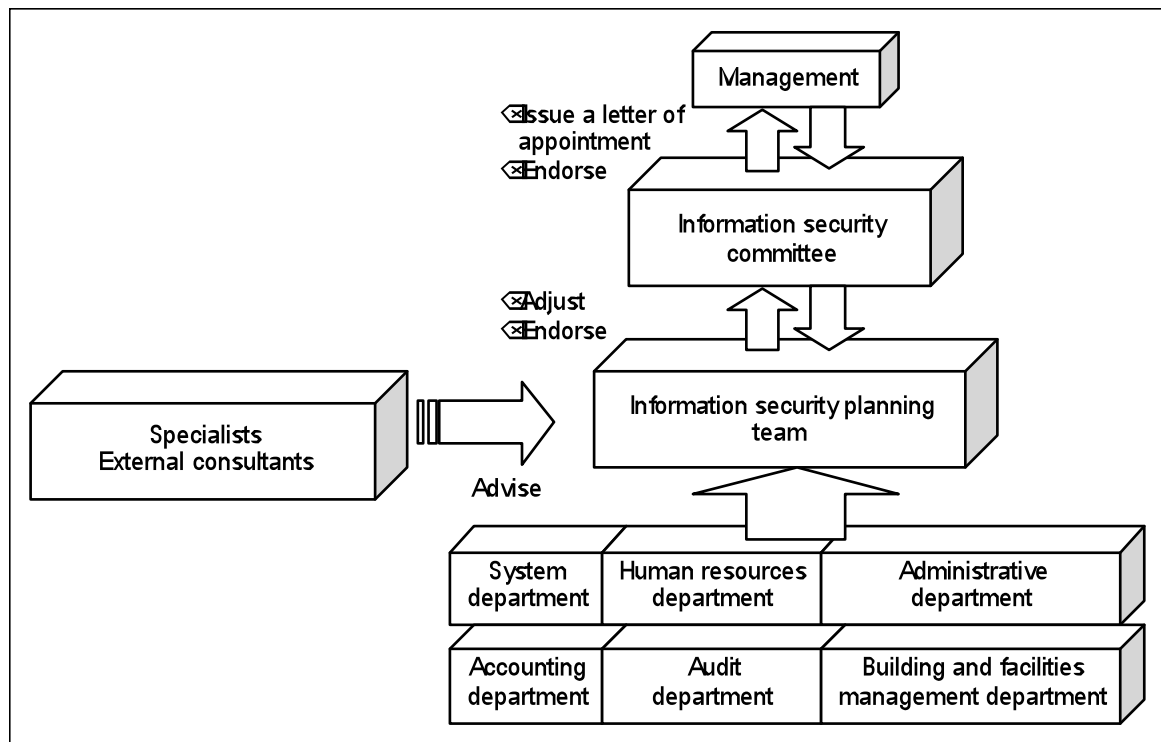 Management
Issue a letter of
appointment
Endorse
Information security
committee
Adjust
Endorse
Information security planning
team
Specialists
External consultants
Advise
System
department
Human resources
department
Administrative
department
Accounting
department
Audit
department
Building and facilities
management department